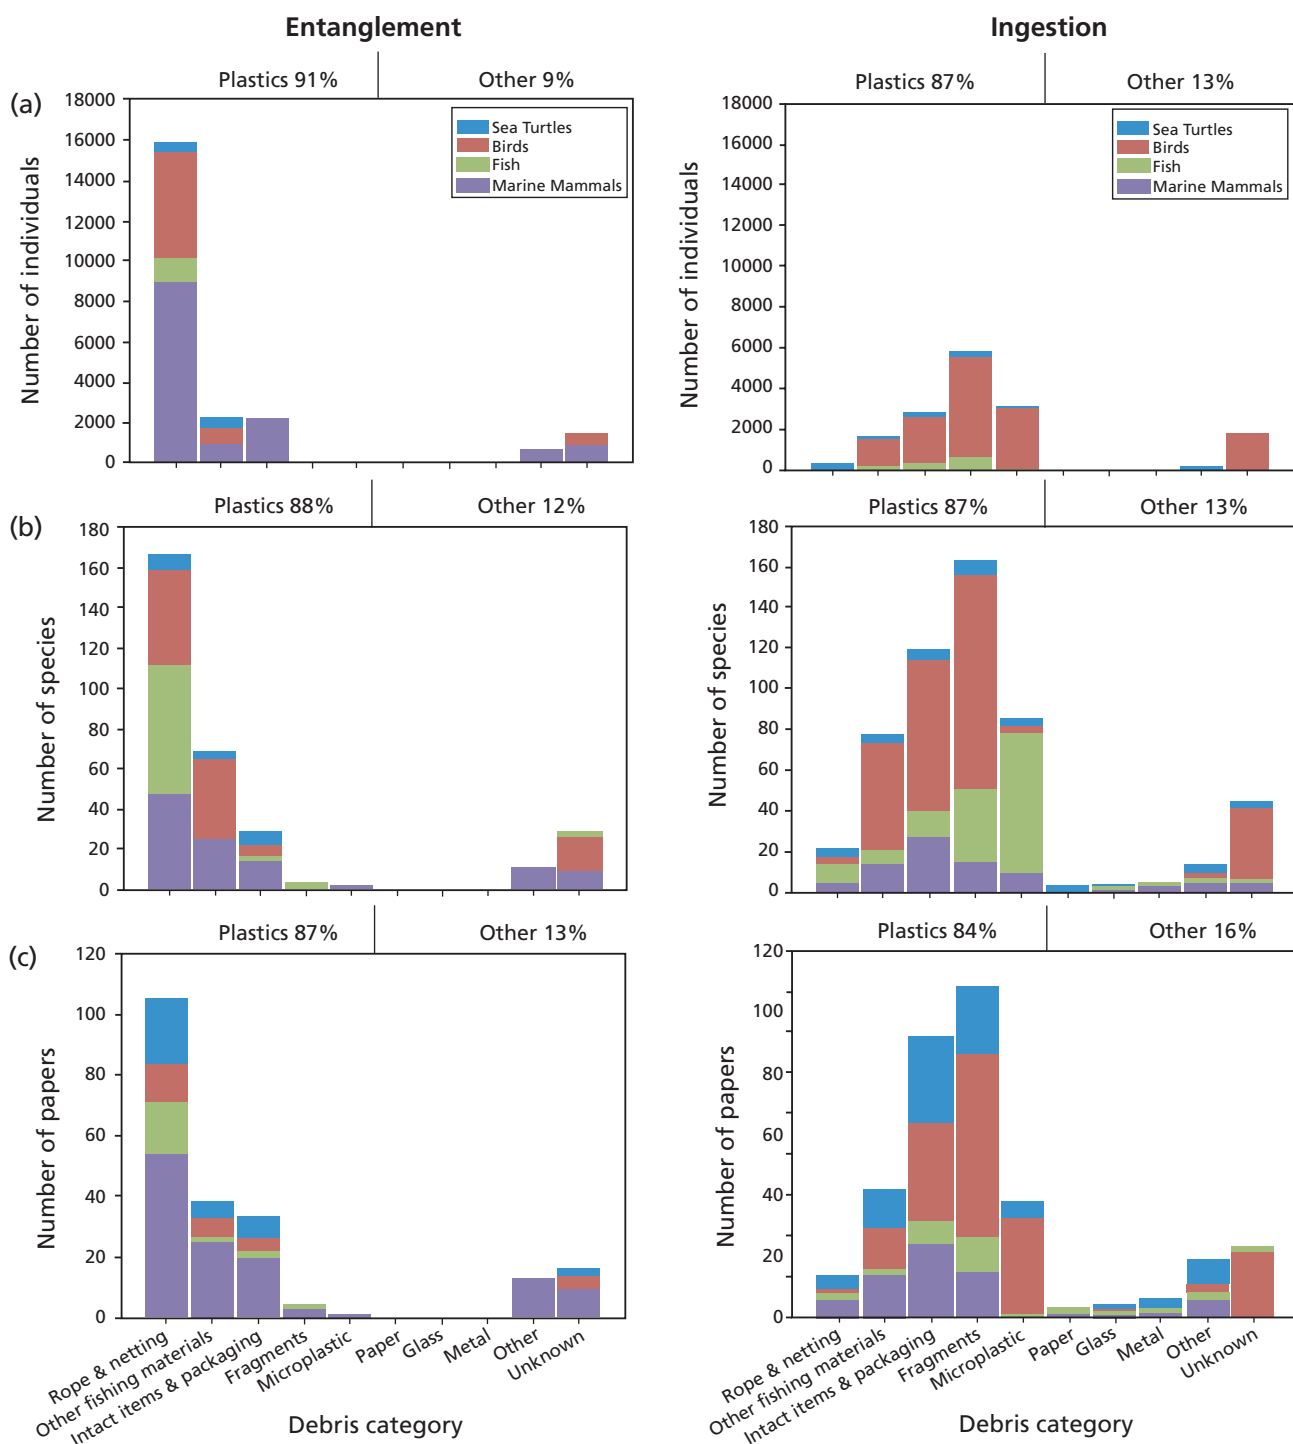 Entanglement
Ingestion
Plastics 91%
Other 9%
Plastics 87%
Other 13%
(a)
18000
16000
14000
12000
10000
8000
6000
4000
2000
0
Number of individuals
Sea Turtles
Birds
Fish
Marine Mammals
18000
16000
14000
12000
10000
8000
6000
4000
2000
0
Number of individuals
Sea Turtles
Birds
Fish
Marine Mammals
Plastics 88%
Other 12%
Plastics 87%
Other 13%
(b)
180
160
140
120
100
80
60
40
20
0
Number of species
180
160
140
120
100
80
60
40
20
0
Number of species
Plastics 87%
Other 13%
Plastics 84%
Other 16%
(c)
120
100
80
60
40
20
0
Number of papers
120
100
80
60
40
20
0
Number of papers
Rope & netting
Other fishing materials
Intact items & packaging
Fragments
Microplastic
Paper
Glass
Metal
Other
Unknown
Debris category
Rope & netting
Other fishing materials
Intact items & packaging
Fragments
Microplastic
Paper
Glass
Metal
Other
Unknown
Debris category